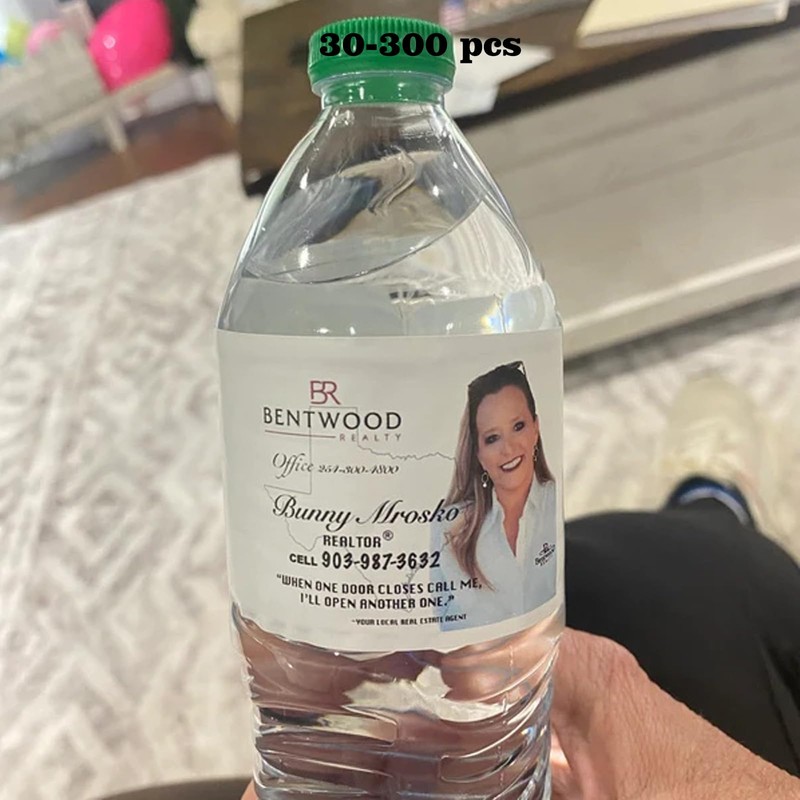 30-300 pcs
BR
BENTWOOD
REALTY
Office 254-300-4800
Bunny Mrosko
REALTOR®
CELL 903-987-3632
"WHEN ONE DOOR CLOSES CALL ME,
I'LL OPEN ANOTHER ONE."
~YOUR LOCAL REAL ESTATE AGENT